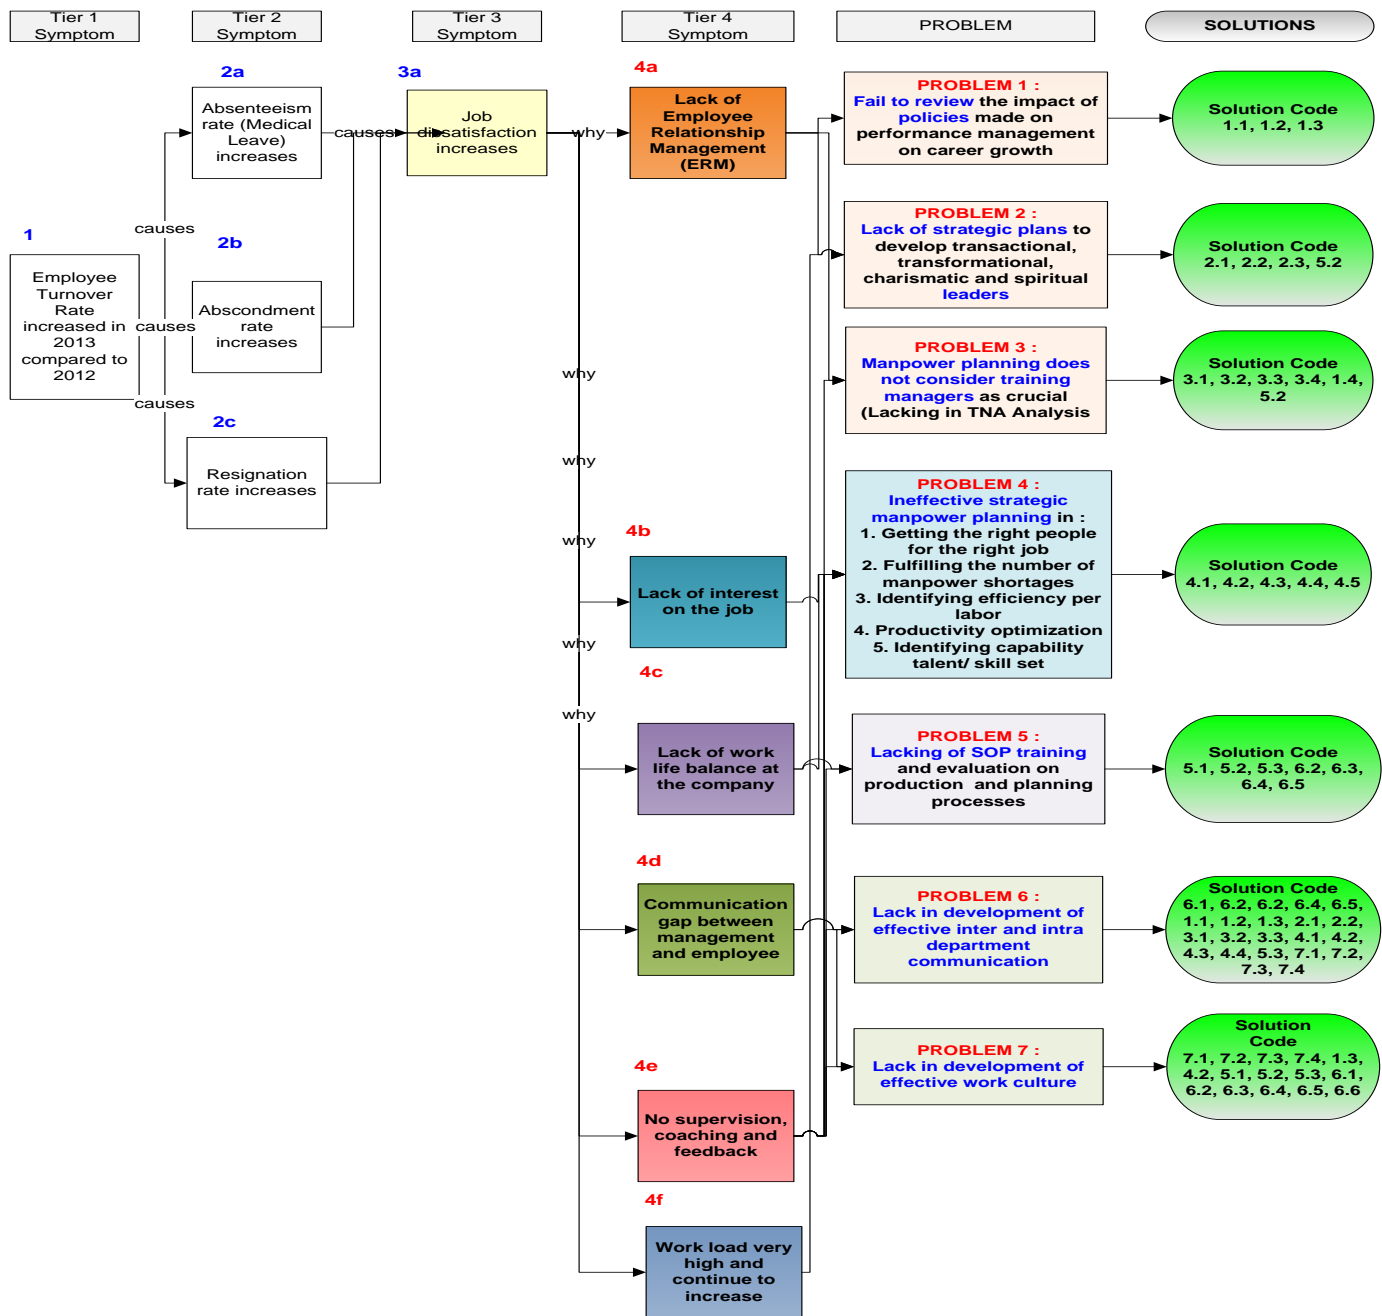 Tier 1
Symptom
Tier 2
Symptom
Tier 3
Symptom
Tier 4
Symptom
PROBLEM
SOLUTIONS
1
Employee
Turnover
Rate
increased in
2013
compared to
2012
causes
causes
causes
2a
Absenteeism
rate (Medical
Leave)
increases
2b
Abscondment
rate
increases
2c
Resignation
rate increases
causes
3a
Job
dissatisfaction
increases
why
why
why
why
why
why
4a
Lack of
Employee
Relationship
Management
(ERM)
4b
Lack of interest
on the job
4c
Lack of work
life balance at
the company
4d
Communication
gap between
management
and employee
4e
No supervision,
coaching and
feedback
4f
Work load very
high and
continue to
increase
PROBLEM 1 :
Fail to review the impact of
policies made on
performance management
on career growth
PROBLEM 2 :
Lack of strategic plans to
develop transactional,
transformational,
charismatic and spiritual
leaders
PROBLEM 3 :
Manpower planning does
not consider training
managers as crucial
(Lacking in TNA Analysis
PROBLEM 4 :
Ineffective strategic
manpower planning in :
1. Getting the right people
for the right job
2. Fulfilling the number of
manpower shortages
3. Identifying efficiency per
labor
4. Productivity optimization
5. Identifying capability
talent/ skill set
PROBLEM 5 :
Lacking of SOP training
and evaluation on
production and planning
processes
PROBLEM 6 :
Lack in development of
effective inter and intra
department
communication
PROBLEM 7 :
Lack in development of
effective work culture
Solution Code
1.1, 1.2, 1.3
Solution Code
2.1, 2.2, 2.3, 5.2
Solution Code
3.1, 3.2, 3.3, 3.4, 1.4,
5.2
Solution Code
4.1, 4.2, 4.3, 4.4, 4.5
Solution Code
5.1, 5.2, 5.3, 6.2, 6.3,
6.4, 6.5
Solution Code
6.1, 6.2, 6.2, 6.4, 6.5,
1.1, 1.2, 1.3, 2.1, 2.2,
3.1, 3.2, 3.3, 4.1, 4.2,
4.3, 4.4, 5.3, 7.1, 7.2,
7.3, 7.4
Solution
Code
7.1, 7.2, 7.3, 7.4, 1.3,
4.2, 5.1, 5.2, 5.3, 6.1,
6.2, 6.3, 6.4, 6.5, 6.6